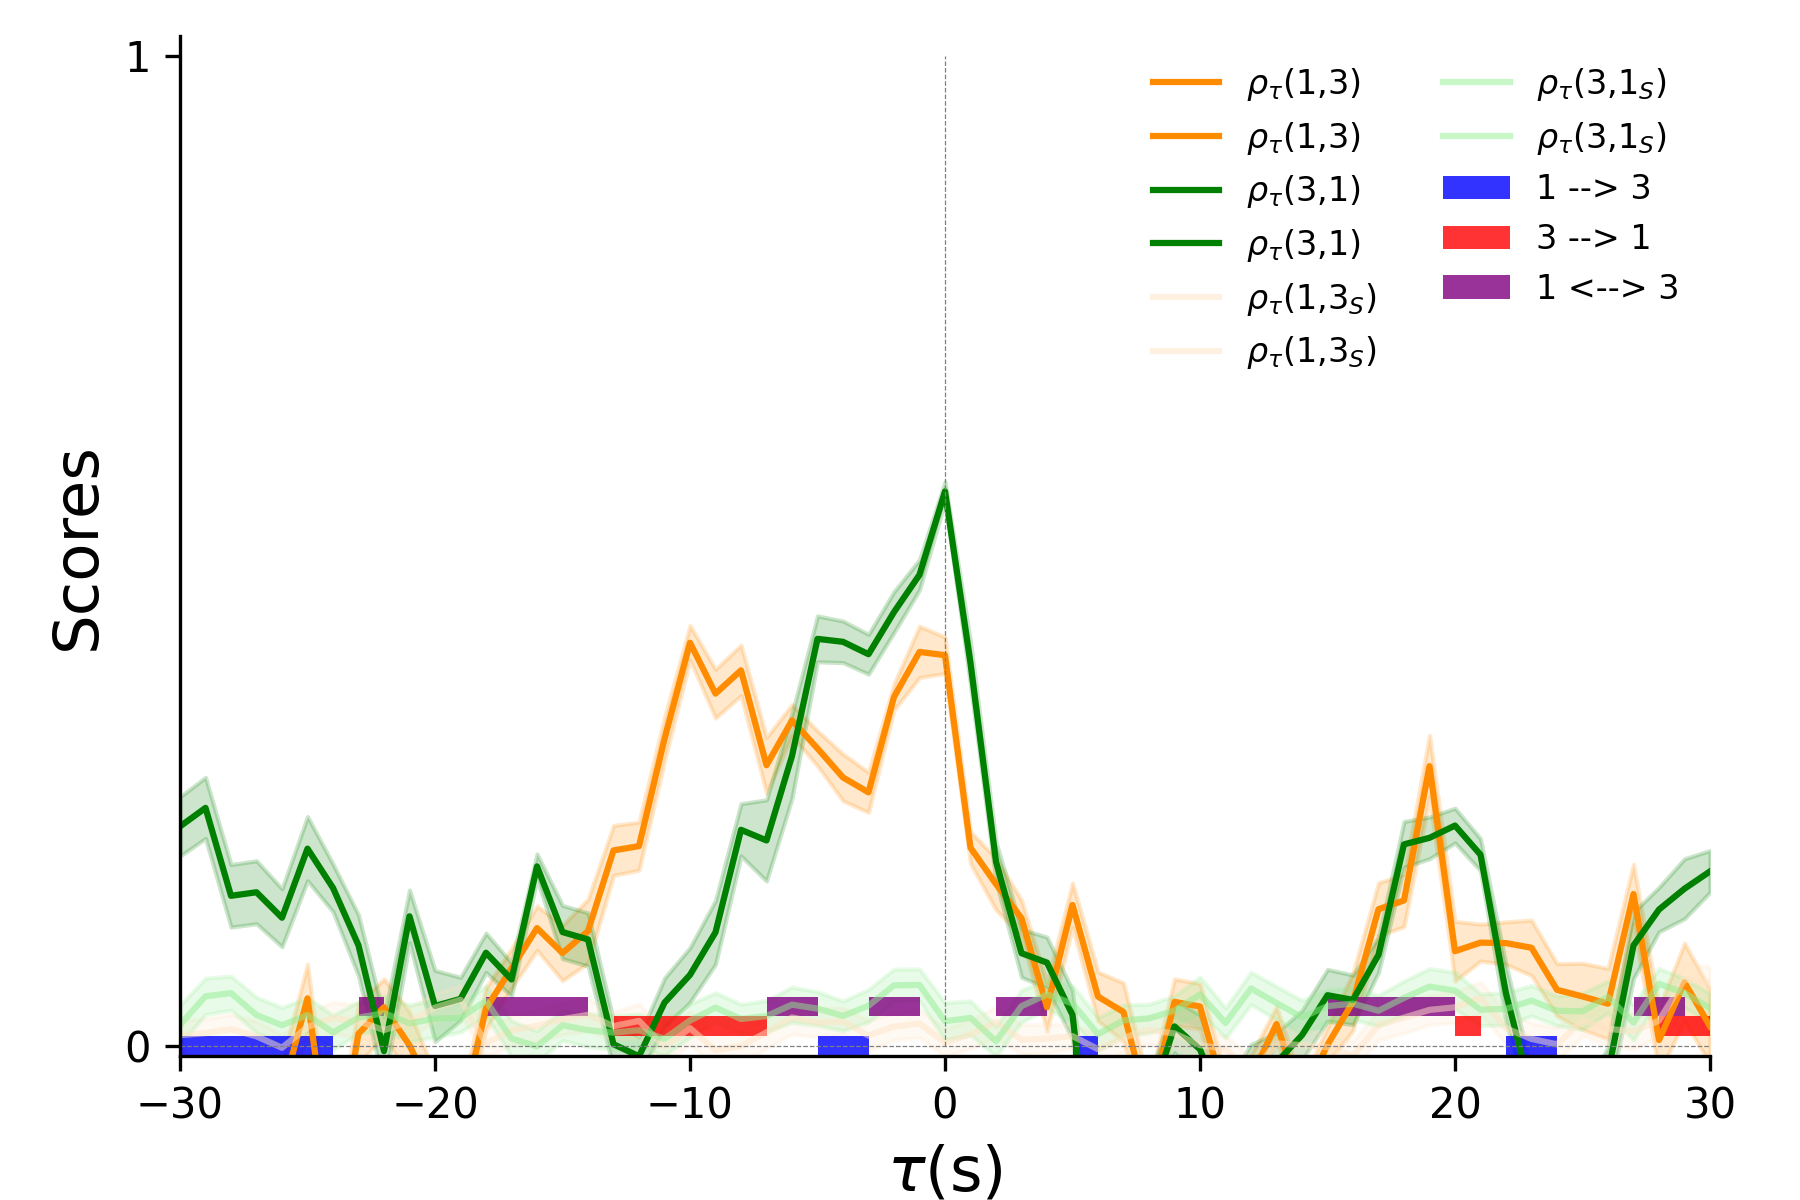 1
ρτ(1,3)
ρτ(1,3)
ρτ(3,1)
ρτ(3,1)
ρτ(1,3S)
ρτ(1,3S)
ρτ(3,1S)
ρτ(3,1S)
1 --> 3
3 --> 1
1 <--> 3
Scores
0
−30 −20 −10 0 10 20 30
τ(s)